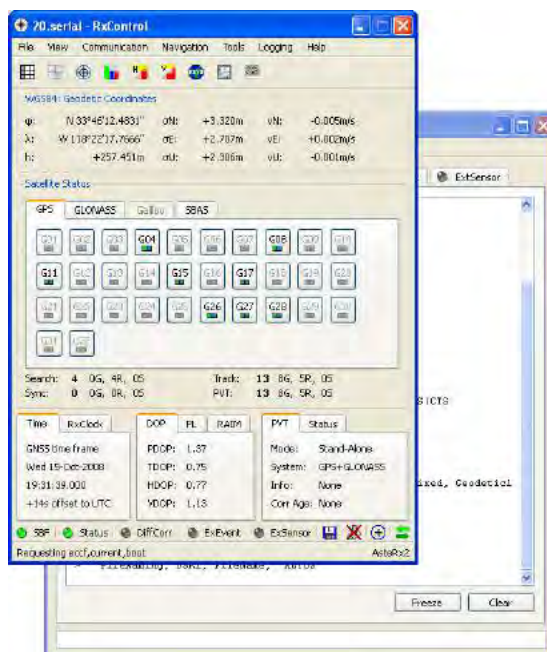 20.serial - RxControl
File View Communication Navigation Tools Logging Help
WGS84: Geodetic Coordinates
φ: N 33°46'12.4831" σN: +3.320m vN: -0.005m/s
λ: W 118°22'17.7666" σE: +2.787m vE: +0.002m/s
h: +257.451m σU: +2.306m vU: -0.001m/s
Satellite Status
GPS GLONASS Galileo SBAS
G01 G02 G03 G04 G05 G06 G07 G08 G09 G10
G11 G12 G13 G14 G15 G16 G17 G18 G19 G20
G21 G22 G23 G24 G25 G26 G27 G28 G29 G30
G31 G32
Search: 4 0G, 4R, 0S Track: 13 8G, 5R, 0S
Sync: 0 0G, 0R, 0S PVT: 13 8G, 5R, 0S
Time RxClock DOP PL RAIM PVT Status
GNSS time frame PDOP: 1.37 Mode: Stand-Alone
Wed 15-Oct-2008 TDOP: 0.75 System: GPS+GLONASS
19:31:39.000 HDOP: 0.77 Info: None
+14s offset to UTC VDOP: 1.13 Corr Age: None
SBF Status DiffCorr ExEvent ExSensor
Requesting eccf,current,boot AsteRx2
ExtSensor
ixed, Geodetic1
Freeze Clear